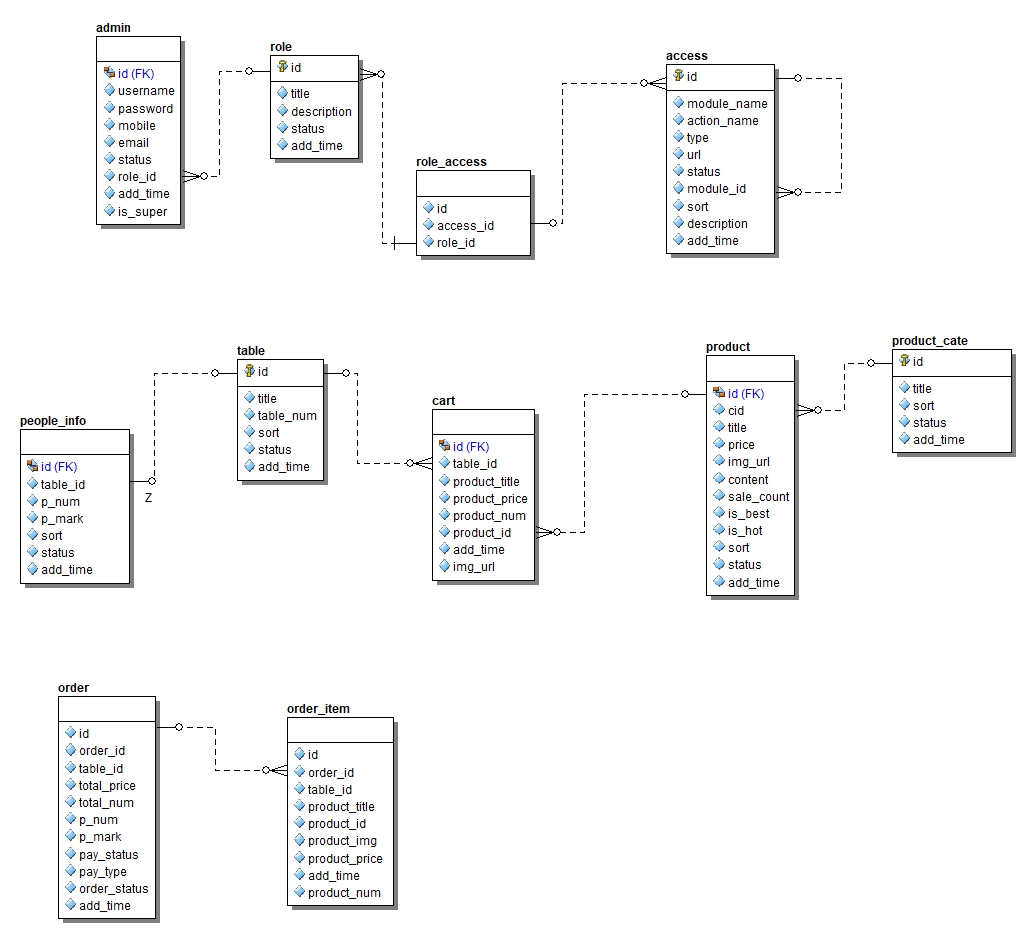 admin
id (FK)
username
password
mobile
email
status
role_id
add_time
is_super
role
id
title
description
status
add_time
role_access
id
access_id
role_id
access
id
module_name
action_name
type
url
status
module_id
sort
description
add_time
people_info
id (FK)
table_id
p_num
p_mark
sort
status
add_time
Z
table
id
title
table_num
sort
status
add_time
cart
id (FK)
table_id
product_title
product_price
product_num
product_id
add_time
img_url
product
id (FK)
cid
title
price
img_url
content
sale_count
is_best
is_hot
sort
status
add_time
product_cate
id
title
sort
status
add_time
order
id
order_id
table_id
total_price
total_num
p_num
p_mark
pay_status
pay_type
order_status
add_time
order_item
id
order_id
table_id
product_title
product_id
product_img
product_price
add_time
product_num